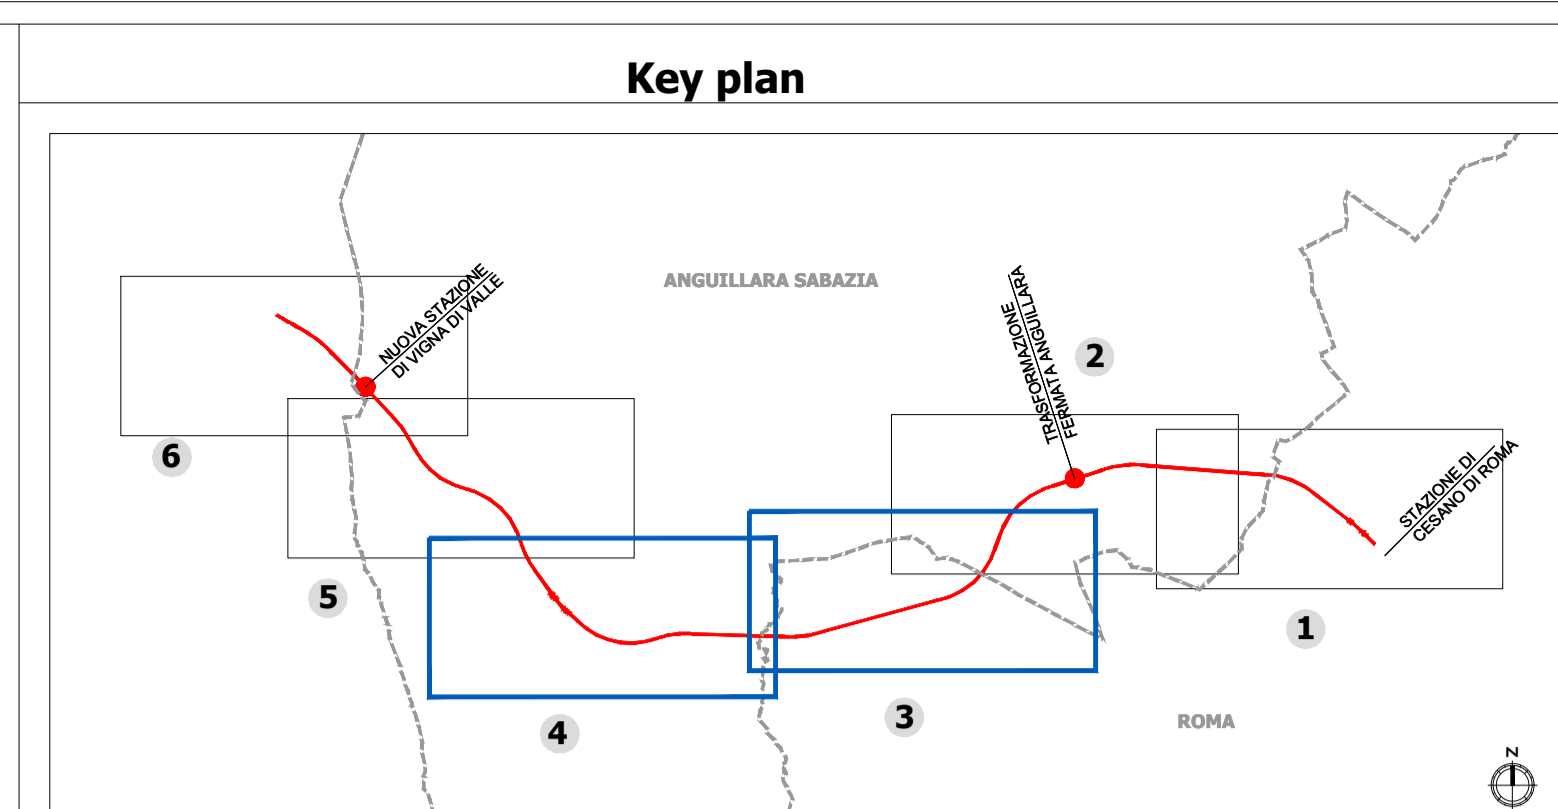 Key plan
ANGUILLARA SABAZIA
NUOVA STAZIONE
DI VIGNA DI VALLE
TRASFORMAZIONE
FERMATA ANGUILLARA
2
6
STAZIONE DI
CESANO DI ROMA
5
1
4
3
ROMA
N